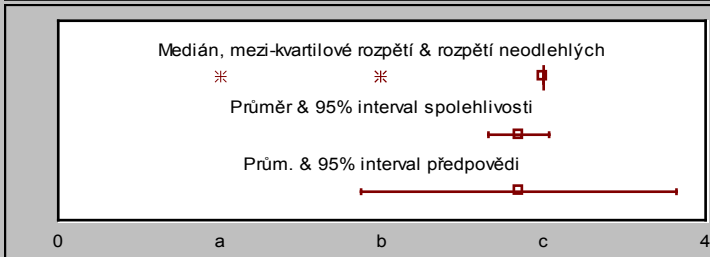 Medián, mezi-kvartilové rozpětí & rozpětí neodlehlých
Průměr & 95% interval spolehlivosti
Prům. & 95% interval předpovědi
0 a b c 4